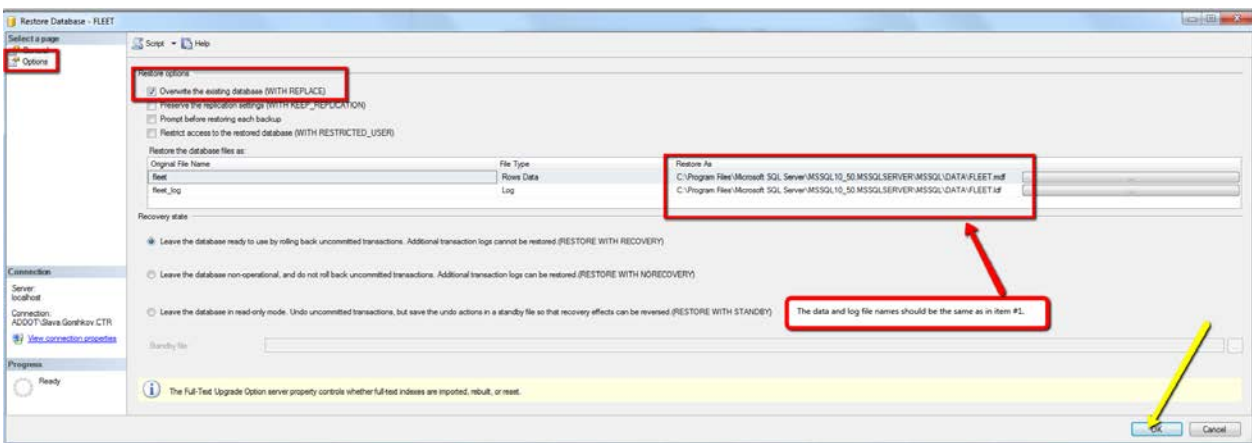 Restore Database - FLEET
Select a page
General
Options
Script
Help
Restore options
Overwrite the existing database (WITH REPLACE)
Preserve the replication settings (WITH KEEP_REPLICATION)
Prompt before restoring each backup
Restrict access to the restored database (WITH RESTRICTED_USER)
Restore the database files as:
Original File Name File Type Restore As
fleet Rows Data C:\Program Files\Microsoft SQL Server\MSSQL10_50.MSSQLSERVER\MSSQL\DATA\FLEET.mdf ...
fleet_log Log C:\Program Files\Microsoft SQL Server\MSSQL10_50.MSSQLSERVER\MSSQL\DATA\FLEET.ldf ...
Recovery state
Leave the database ready to use by rolling back uncommitted transactions. Additional transaction logs cannot be restored.(RESTORE WITH RECOVERY)
Leave the database non-operational, and do not roll back uncommitted transactions. Additional transaction logs can be restored.(RESTORE WITH NORECOVERY)
Leave the database in read-only mode. Undo uncommitted transactions, but save the undo actions in a standby file so that recovery effects can be reversed.(RESTORE WITH STANDBY)
The data and log file names should be the same as in item #1.
Standby file:
...
Connection
Server:
localhost
Connection:
ADDOT\Slava.Gorshkov.CTR
View connection properties
Progress
Ready
The Full-Text Upgrade Option server property controls whether full-text indexes are imported, rebuilt, or reset.
OK
Cancel